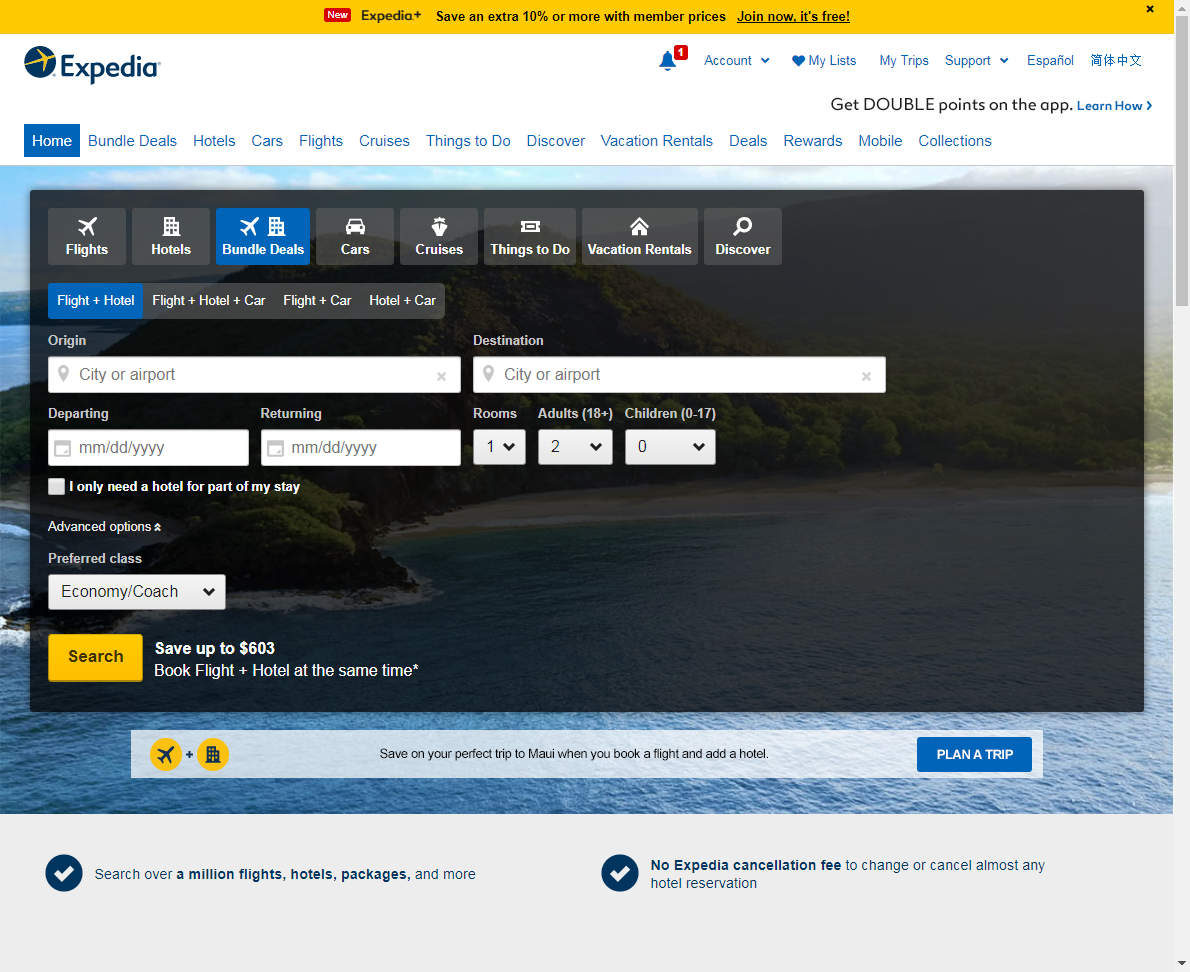 New Expedia+ Save an extra 10% or more with member prices Join now, it's free!
Expedia
1 Account My Lists My Trips Support Español 简体中文
Get DOUBLE points on the app. Learn How
Home Bundle Deals Hotels Cars Flights Cruises Things to Do Discover Vacation Rentals Deals Rewards Mobile Collections
Flights Hotels Bundle Deals Cars Cruises Things to Do Vacation Rentals Discover
Flight + Hotel Flight + Hotel + Car Flight + Car Hotel + Car
Origin Destination
City or airport City or airport
Departing Returning Rooms Adults (18+) Children (0-17)
mm/dd/yyyy mm/dd/yyyy 1 2 0
I only need a hotel for part of my stay
Advanced options
Preferred class
Economy/Coach
Search
Save up to $603
Book Flight + Hotel at the same time*
+ Save on your perfect trip to Maui when you book a flight and add a hotel. PLAN A TRIP
Search over a million flights, hotels, packages, and more
No Expedia cancellation fee to change or cancel almost any
hotel reservation